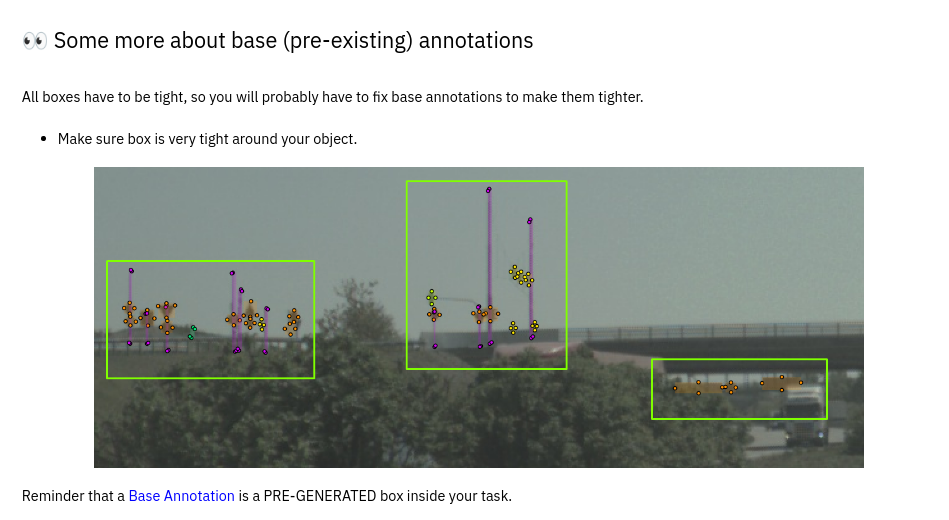 👀 Some more about base (pre-existing) annotations
All boxes have to be tight, so you will probably have to fix base annotations to make them tighter.
• Make sure box is very tight around your object.
Reminder that a Base Annotation is a PRE-GENERATED box inside your task.